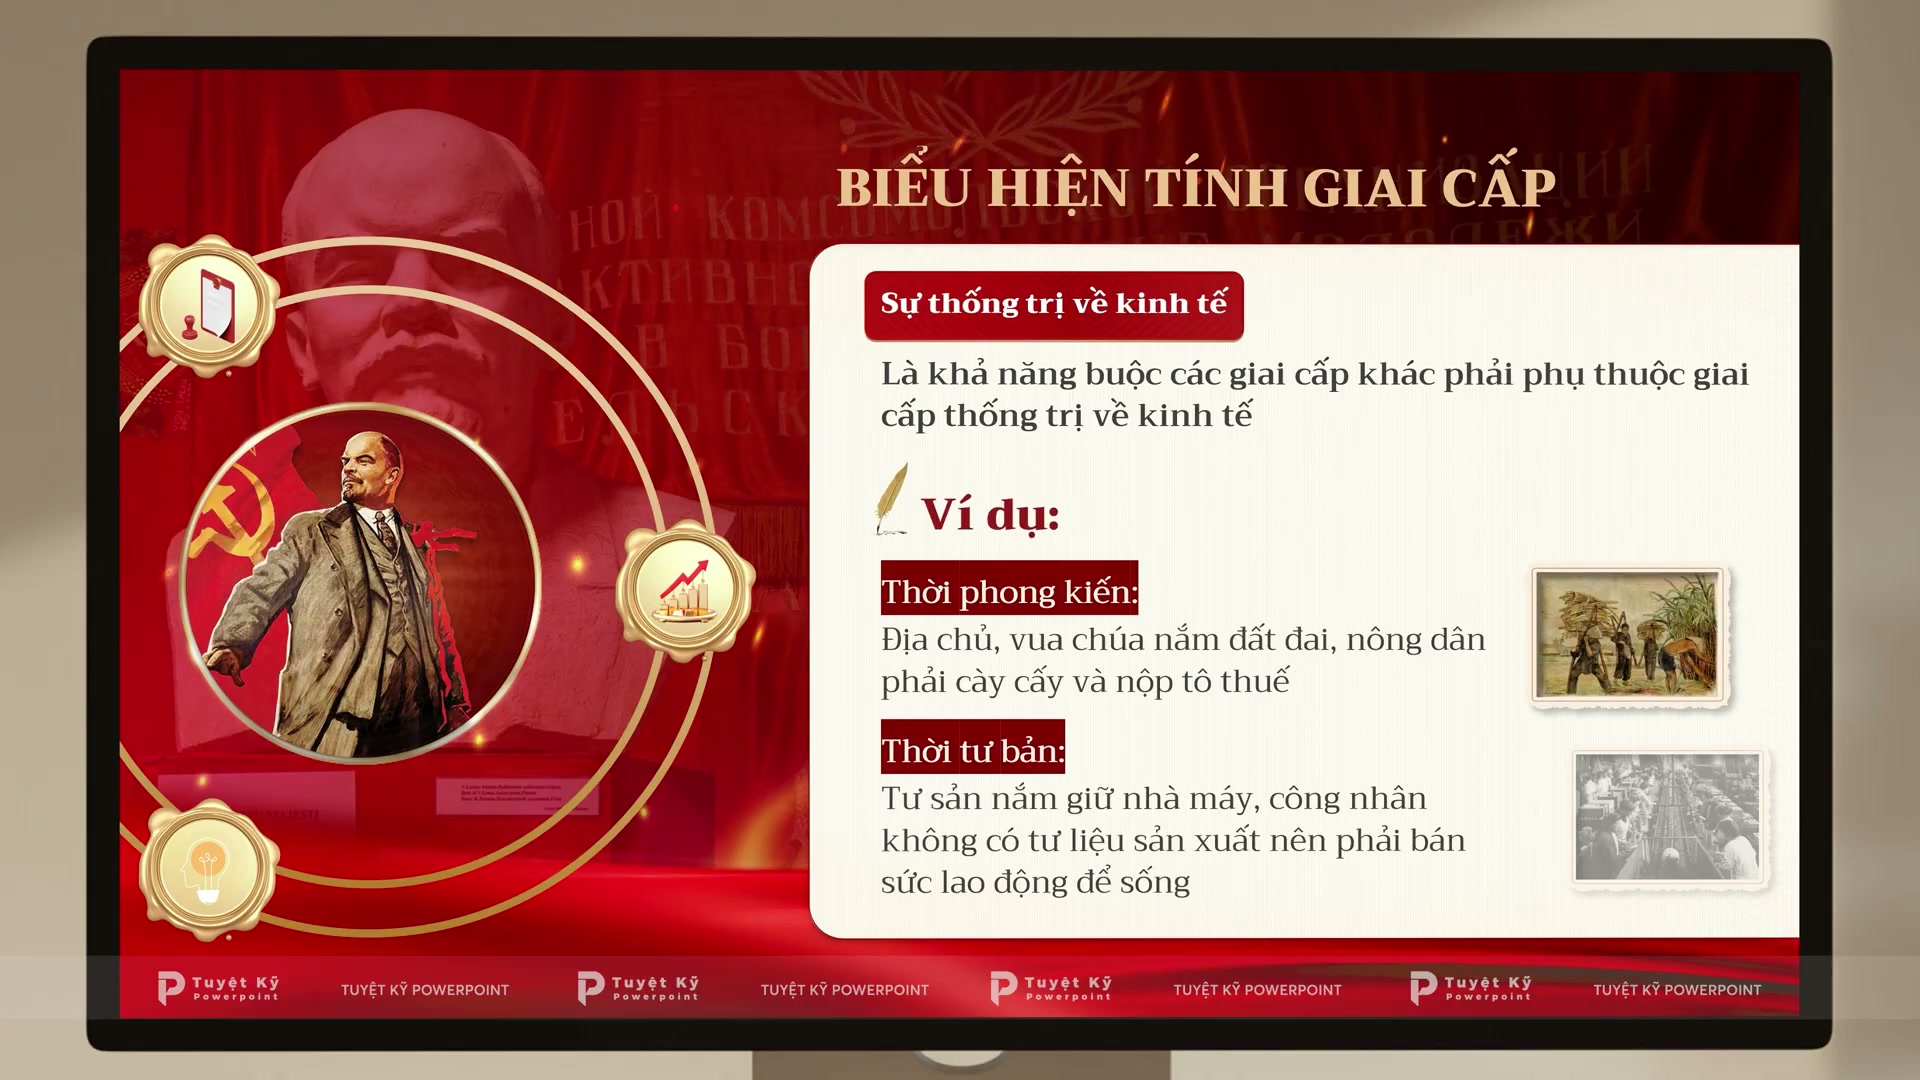 BIỂU HIỆN TÍNH GIAI CẤP
НОЙ КОМСОМОЛЬСКОЙ
Sự thống trị về kinh tế
Là khả năng buộc các giai cấp khác phải phụ thuộc giai
cấp thống trị về kinh tế
Ví dụ:
Thời phong kiến:
Địa chủ, vua chúa nắm đất đai, nông dân
phải cày cấy và nộp tô thuế
Thời tư bản:
Tư sản nắm giữ nhà máy, công nhân
không có tư liệu sản xuất nên phải bán
sức lao động để sống
Tuyệt Kỹ
Powerpoint
TUYỆT KỸ POWERPOINT
Tuyệt Kỹ
Powerpoint
TUYỆT KỸ POWERPOINT
Tuyệt Kỹ
Powerpoint
TUYỆT KỸ POWERPOINT
Tuyệt Kỹ
Powerpoint
TUYỆT KỸ POWERPOINT